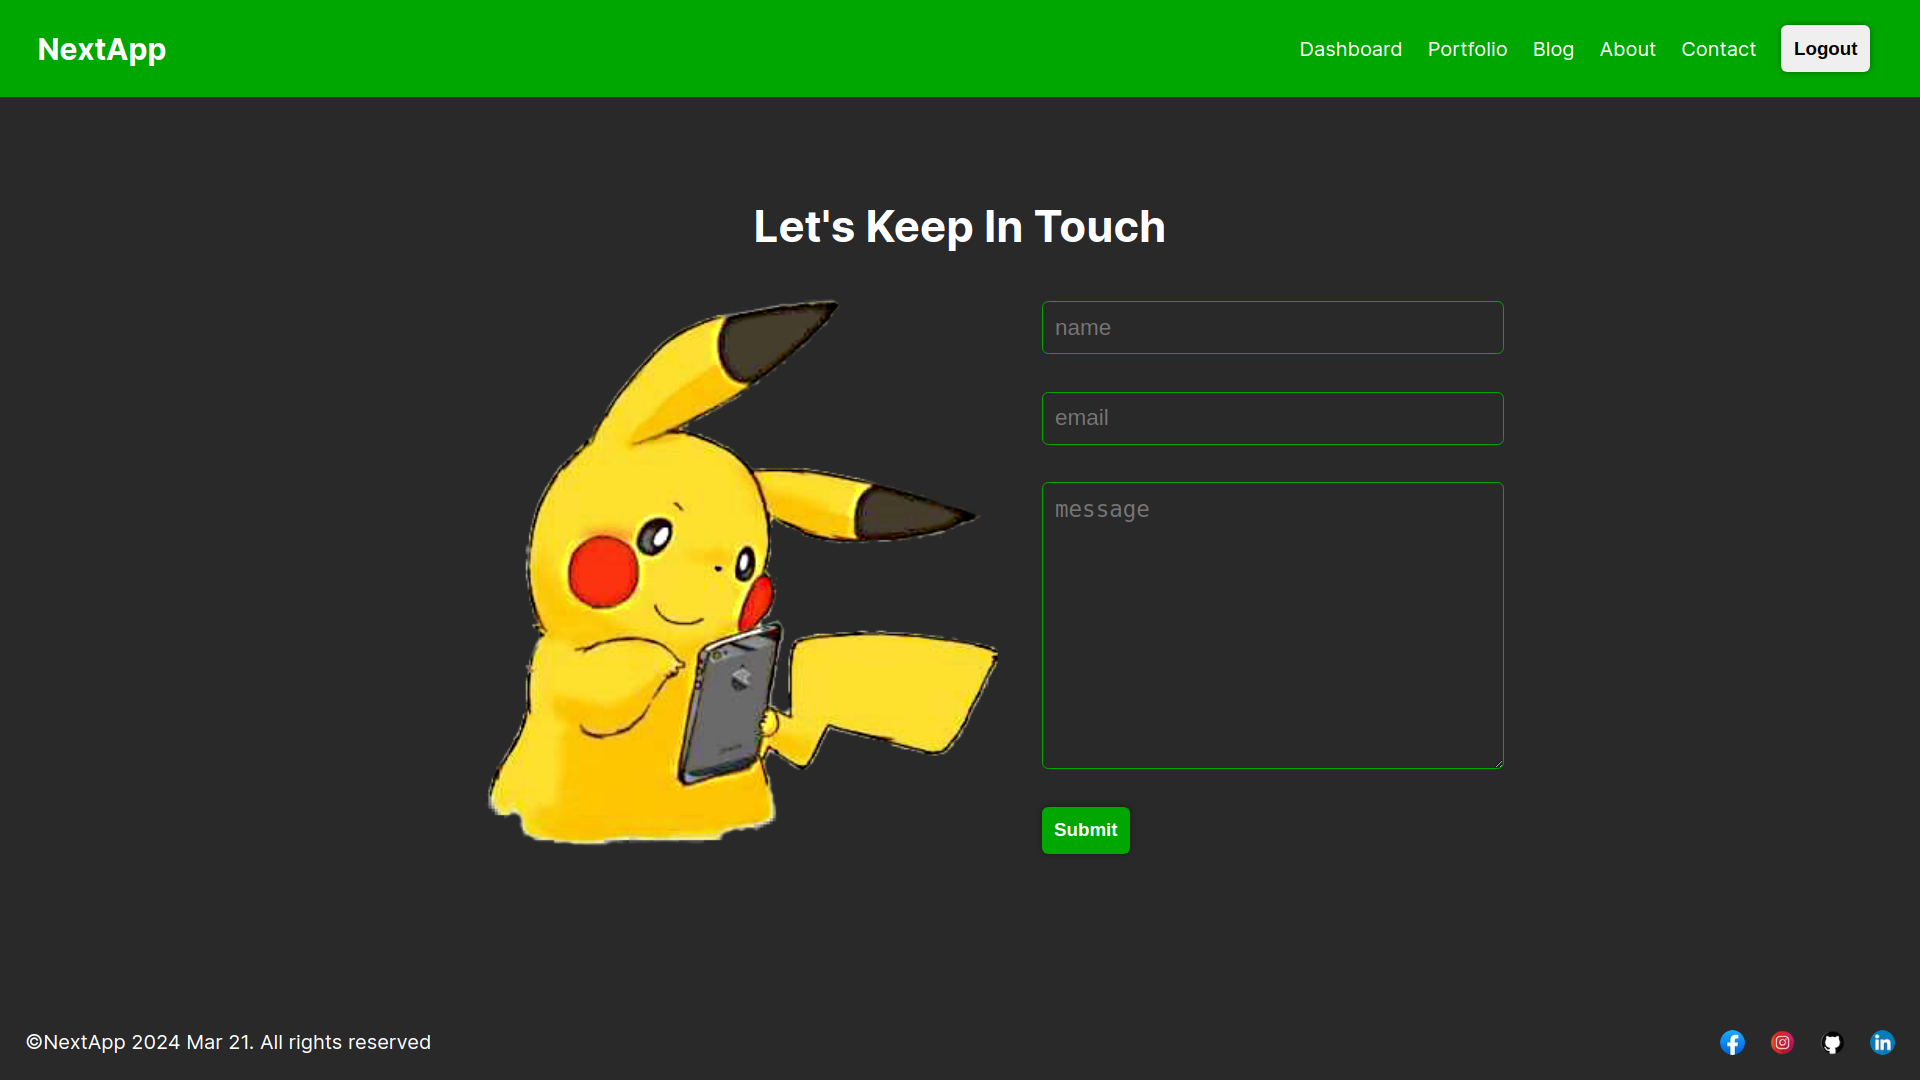 NextApp
Dashboard Portfolio Blog About Contact Logout
Let's Keep In Touch
name
email
message
Submit
©NextApp 2024 Mar 21. All rights reserved